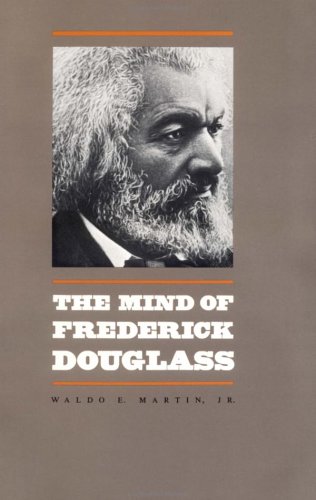 THE MIND OF
FREDERICK
DOUGLASS
WALDO E. MARTIN, JR.